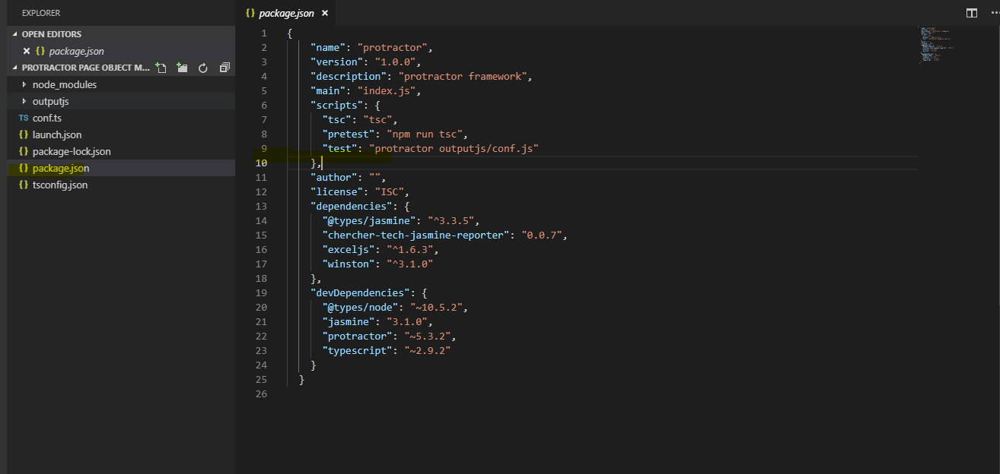 EXPLORER
OPEN EDITORS
{} package.json
PROTRACTOR PAGE OBJECT M...
node_modules
outputjs
TS conf.ts
{} launch.json
{} package-lock.json
{} package.json
{} tsconfig.json
{} package.json
1 {
2 "name": "protractor",
3 "version": "1.0.0",
4 "description": "protractor framework",
5 "main": "index.js",
6 "scripts": {
7 "tsc": "tsc",
8 "pretest": "npm run tsc",
9 "test": "protractor outputjs/conf.js"
10 },
11 "author": "",
12 "license": "ISC",
13 "dependencies": {
14 "@types/jasmine": "^3.3.5",
15 "chercher-tech-jasmine-reporter": "0.0.7",
16 "exceljs": "^1.6.3",
17 "winston": "^3.1.0"
18 },
19 "devDependencies": {
20 "@types/node": "~10.5.2",
21 "jasmine": "3.1.0",
22 "protractor": "~5.3.2",
23 "typescript": "~2.9.2"
24 }
25 }
26